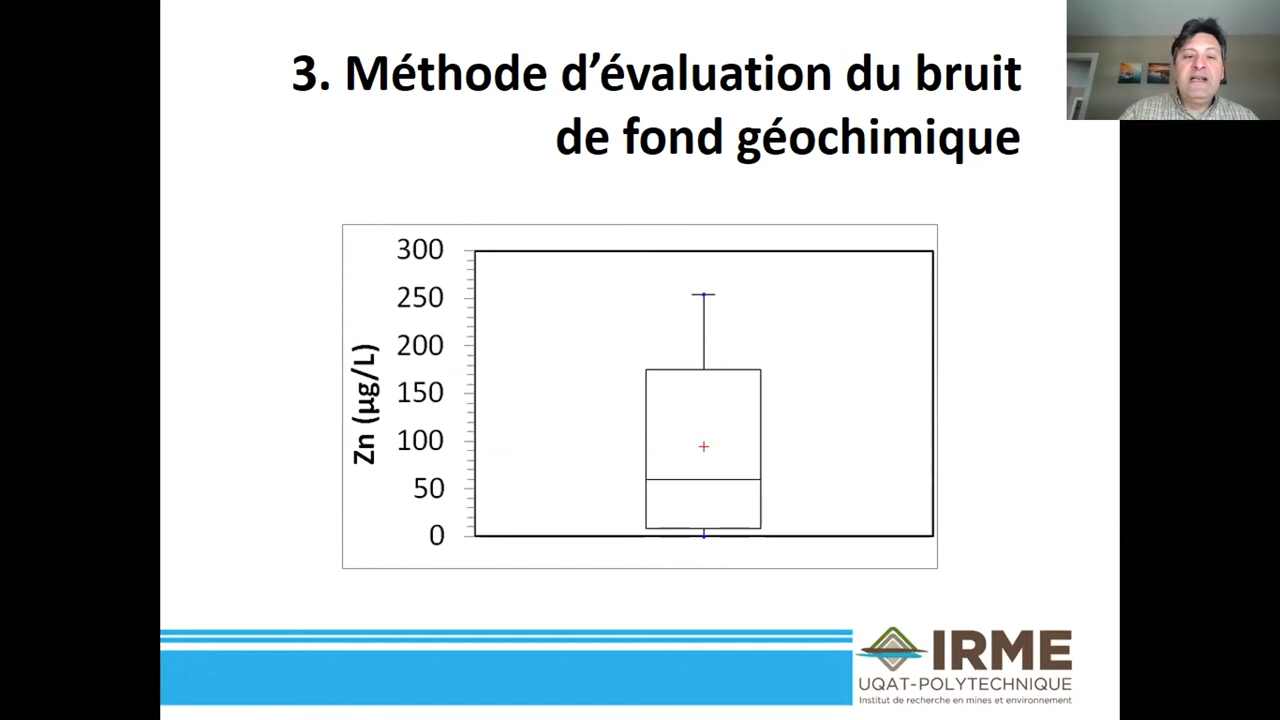 3. Méthode d’évaluation du bruit
de fond géochimique
Zn (µg/L)
300
250
200
150
100
50
0
IRME
UQAT-POLYTECHNIQUE
Institut de recherche en mines et environnement